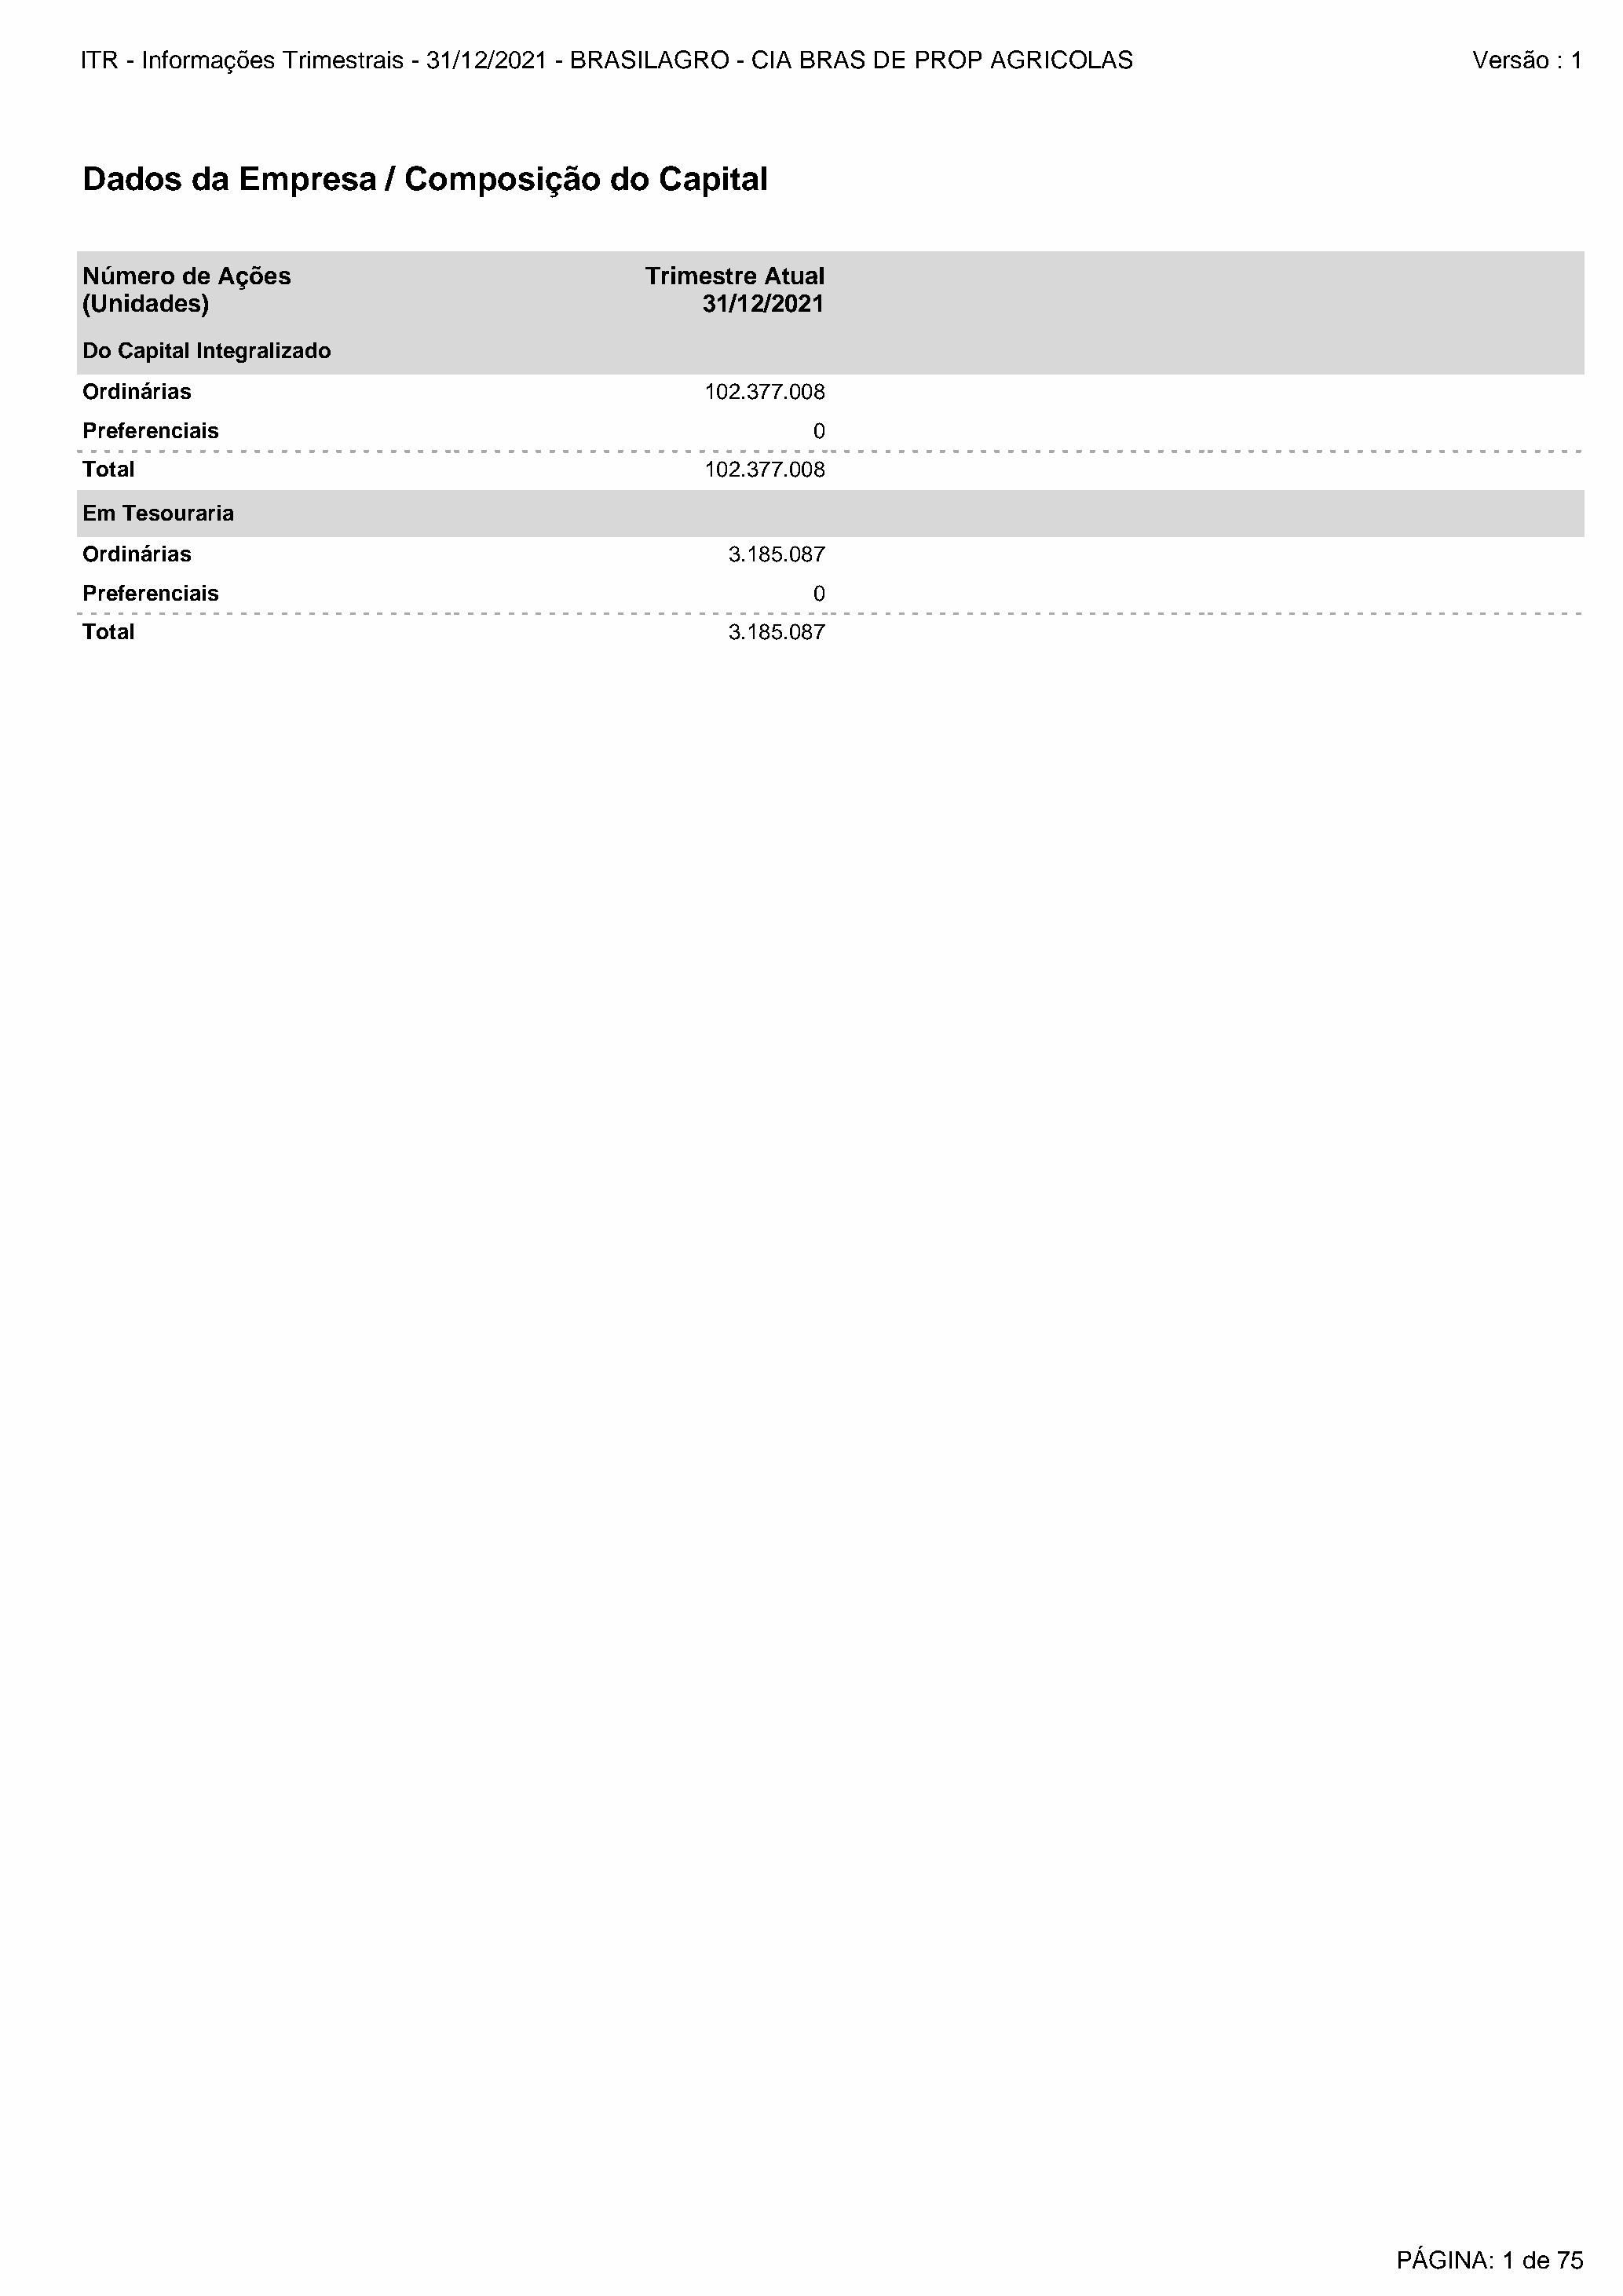 ITR - Informações Trimestrais - 31/12/2021 - BRASILAGRO - CIA BRAS DE PROP AGRICOLAS Versão : 1
Dados da Empresa / Composição do Capital
Número de Ações Trimestre Atual
(Unidades) 31/12/2021
Do Capital Integralizado
Ordinárias 102.377.008
Preferenciais 0
Total 102.377.008
Em Tesouraria
Ordinárias 3.185.087
Preferenciais 0
Total 3.185.087
PÁGINA: 1 de 75